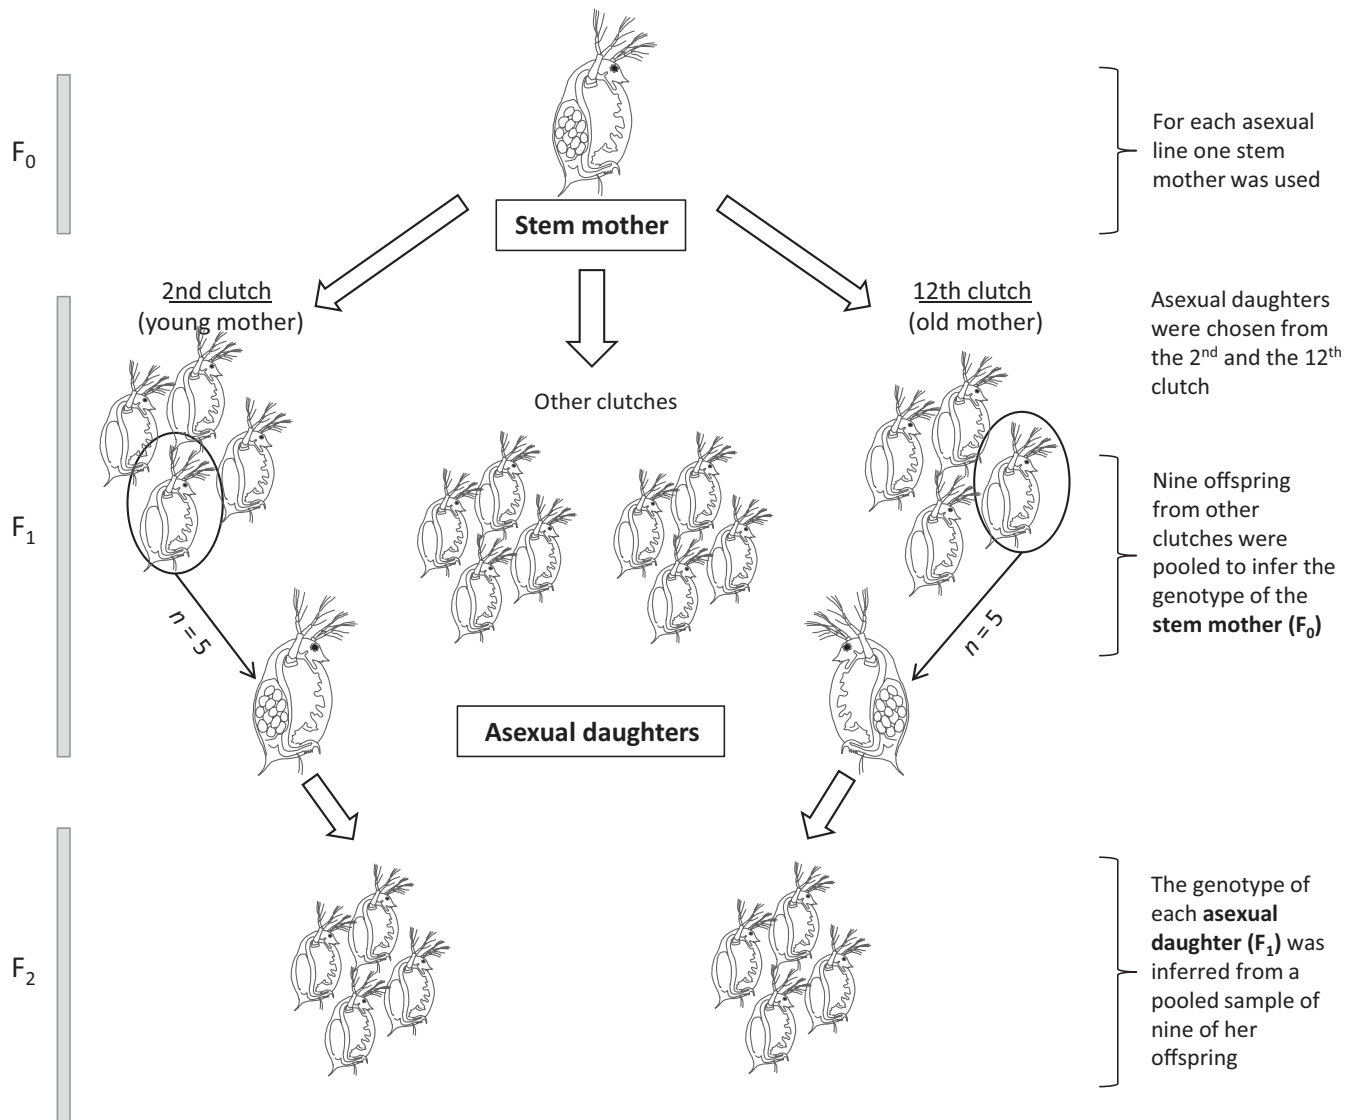 F₀
For each asexual
line one stem
mother was used
Stem mother
2nd clutch
(young mother)
12th clutch
(old mother)
Asexual daughters
were chosen from
the 2ⁿᵈ and the 12ᵗʰ
clutch
Other clutches
F₁
Nine offspring
from other
clutches were
pooled to infer the
genotype of the
stem mother (F₀)
n = 5
n = 5
Asexual daughters
F₂
The genotype of
each asexual
daughter (F₁) was
inferred from a
pooled sample of
nine of her
offspring